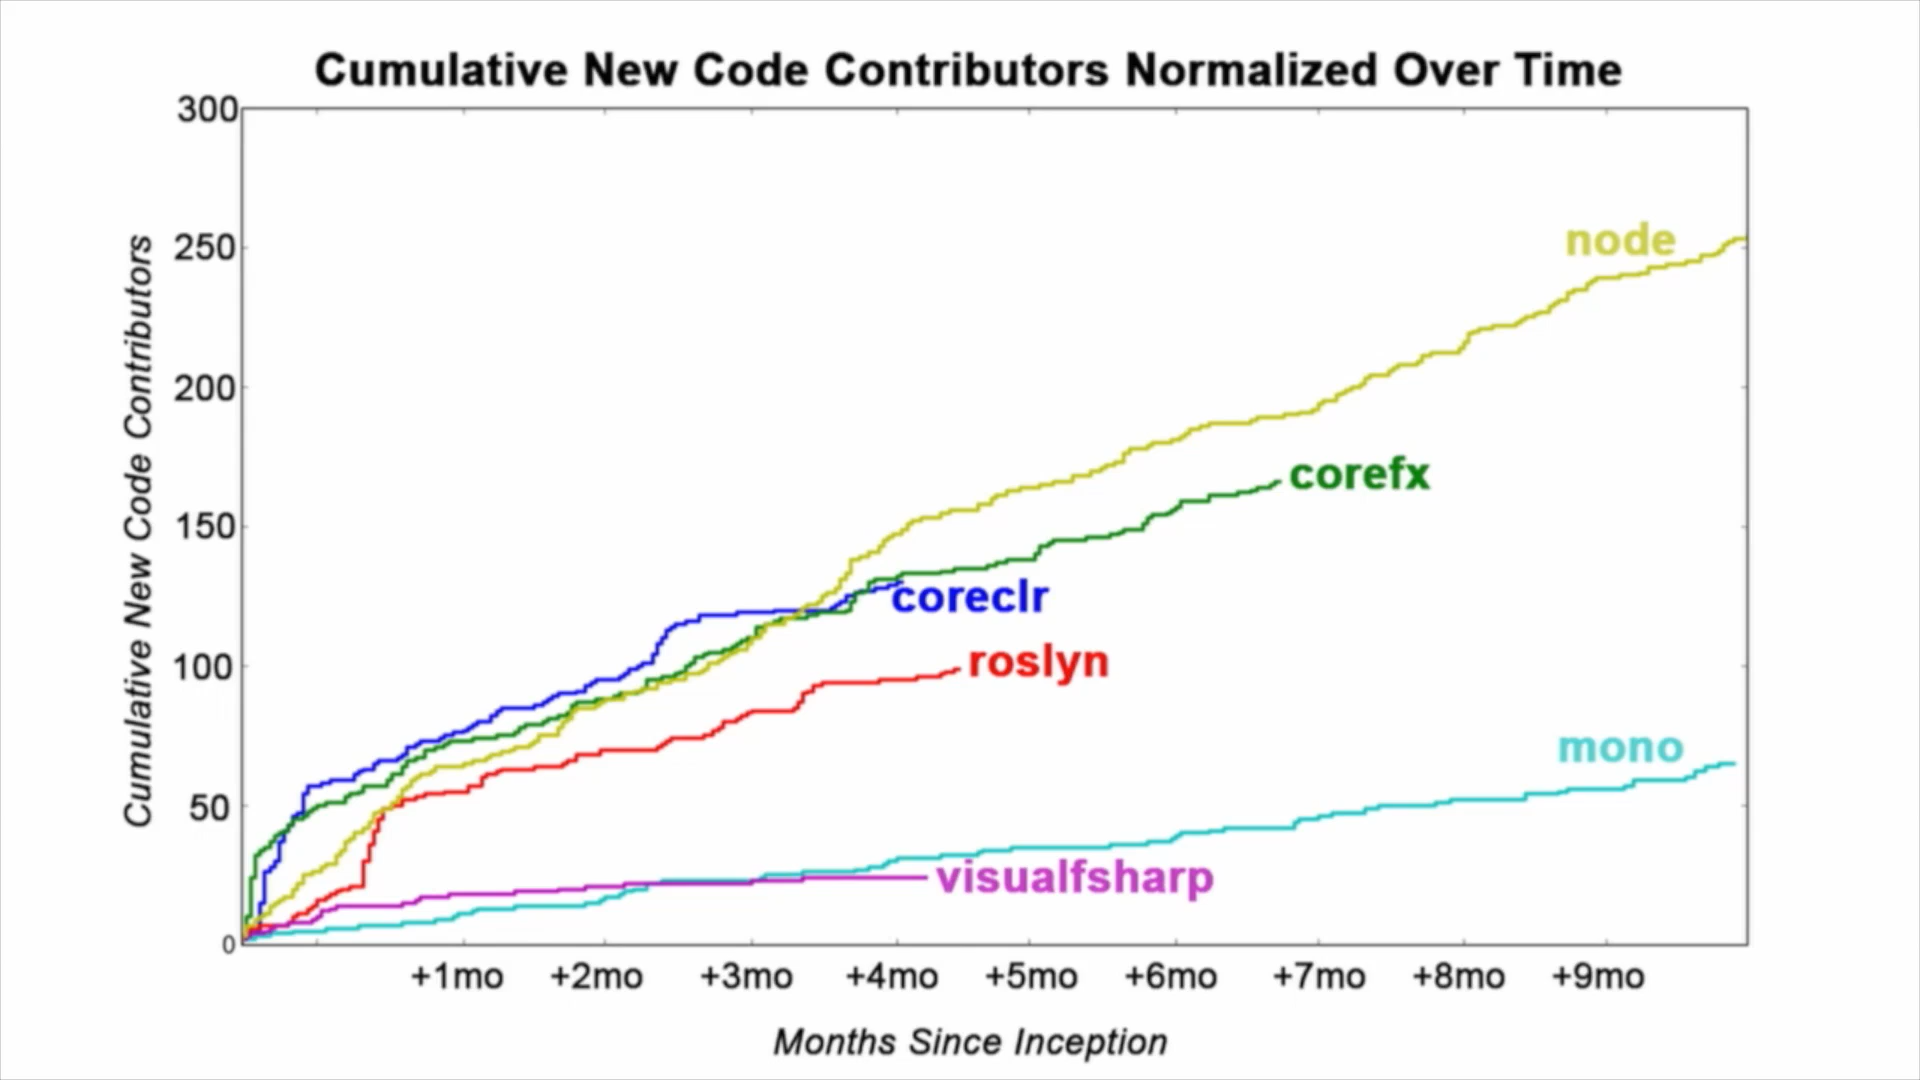 Cumulative New Code Contributors Normalized Over Time
Cumulative New Code Contributors
300
250
200
150
100
50
0
node
corefx
coreclr
roslyn
mono
visualfsharp
+1mo +2mo +3mo +4mo +5mo +6mo +7mo +8mo +9mo
Months Since Inception